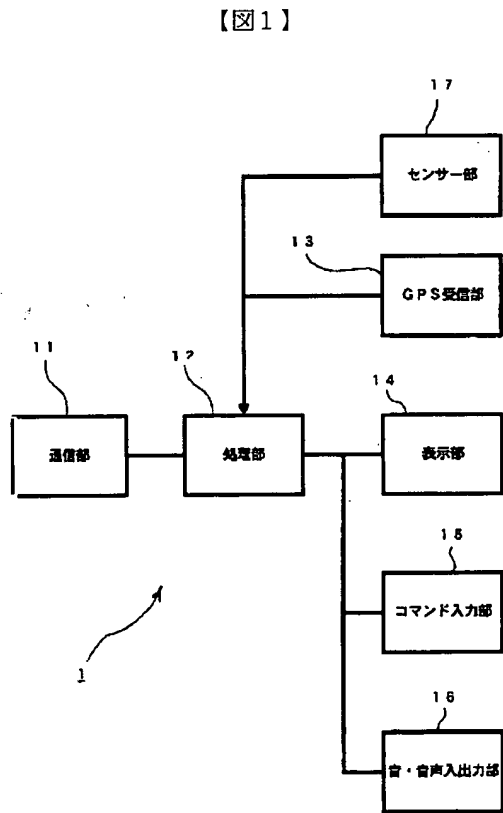 【図1】
17
センサー部
13
GPS受信部
11
12
14
通信部
処理部
表示部
15
コマンド入力部
1
16
音・音声入出力部